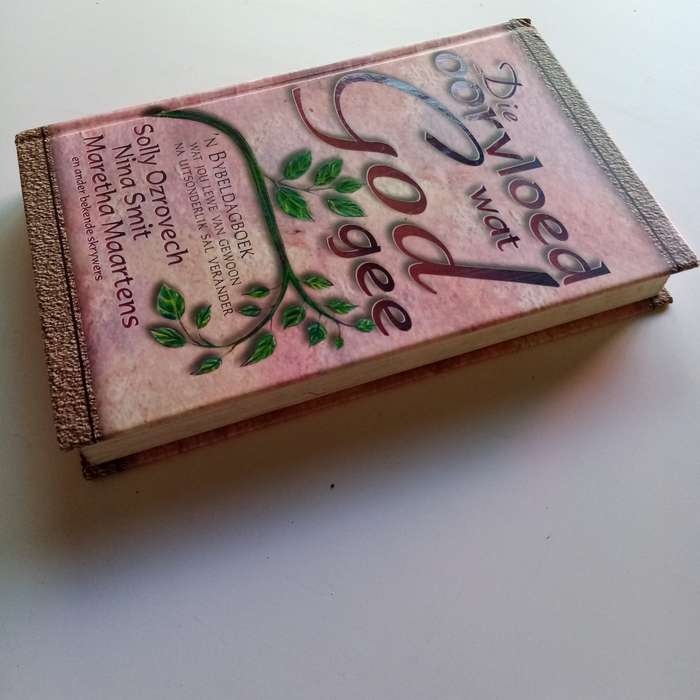 Die
oorvloed
wat
God
gee
'n Bybeldagboek
wat jou lewe van gewoon
na uitsonderlik sal verander
Solly Ozrovech
Nina Smit
Maretha Maartens
en ander bekende skrywers